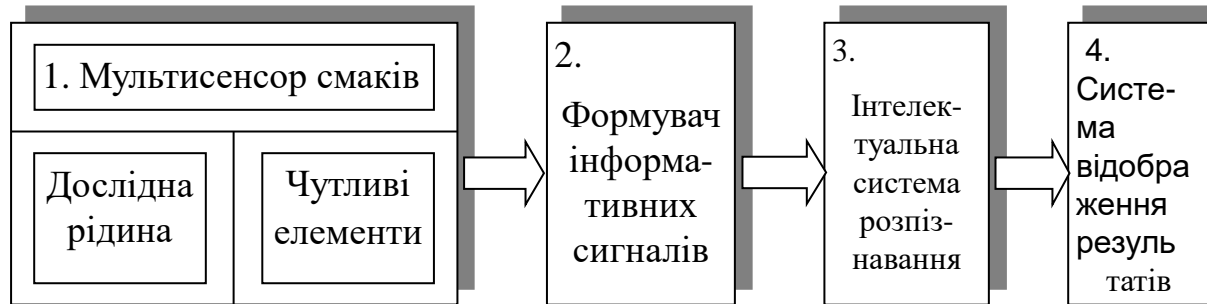 1. Мультисенсор смаків
Дослідна
рідина
Чутливі
елементи
2.
Формувач
інформа-
тивних
сигналів
3.
Інтелек-
туальна
система
розпіз-
навання
4.
Систе-
ма
відобра
ження
резуль
татів